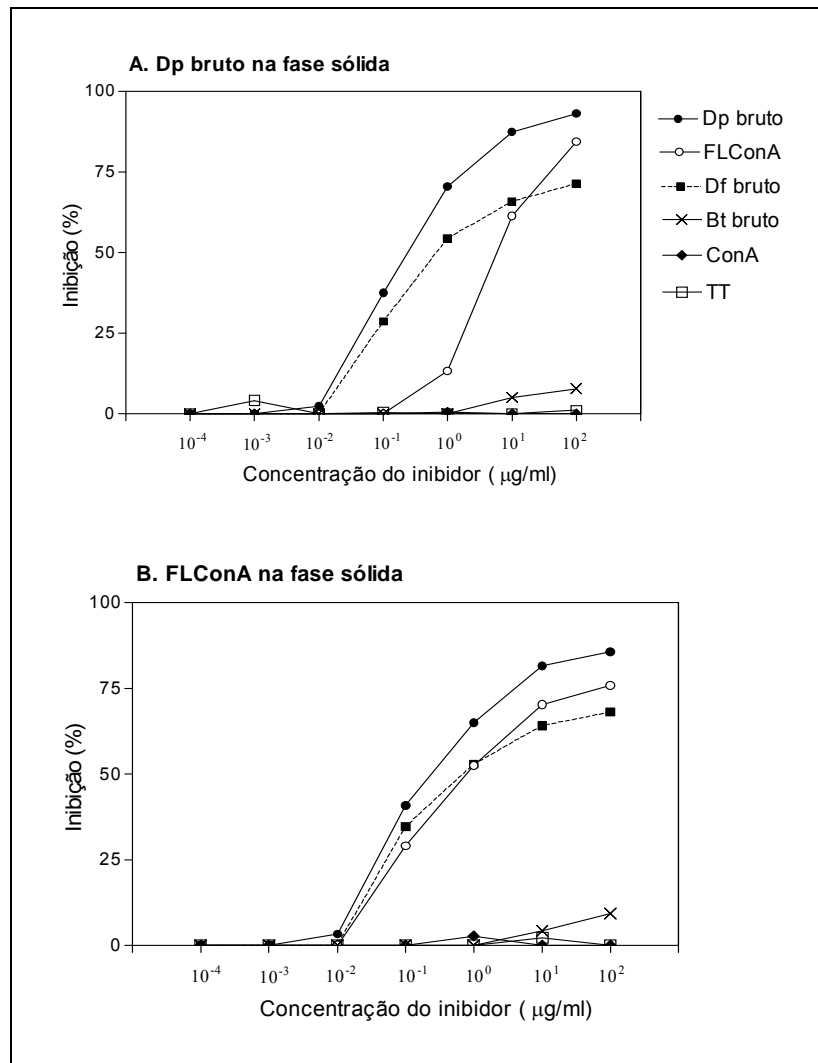 A. Dp bruto na fase sólida
100
75
50
25
0
Inibição (%)
10⁻⁴ 10⁻³ 10⁻² 10⁻¹ 10⁰ 10¹ 10²
Concentração do inibidor ( μg/ml)
Dp bruto
FLConA
Df bruto
Bt bruto
ConA
TT
B. FLConA na fase sólida
100
75
50
25
0
Inibição (%)
10⁻⁴ 10⁻³ 10⁻² 10⁻¹ 10⁰ 10¹ 10²
Concentração do inibidor ( μg/ml)